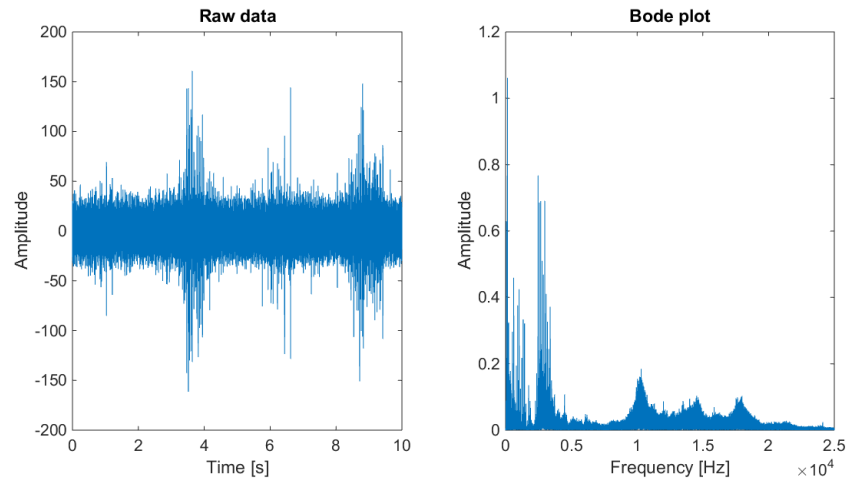 Raw data
200
150
100
50
0
-50
-100
-150
-200
Amplitude
0 2 4 6 8 10
Time [s]
Bode plot
1.2
1
0.8
0.6
0.4
0.2
0
Amplitude
0 0.5 1 1.5 2 2.5
Frequency [Hz]
×10^4